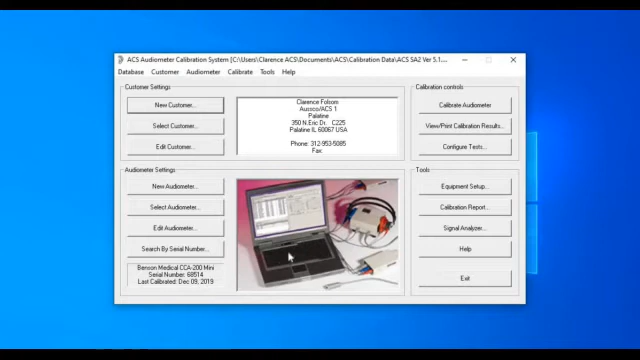 ACS Audiometer Calibration System [C:\Users\Clarence ACS\Documents\ACS\Calibration Data\ACS SA2 Ver 5.1....
Database Customer Audiometer Calibrate Tools Help
Customer Settings
New Customer...
Select Customer...
Edit Customer...
Clarence Folsom
Aussco/ACS 1
Palatine
350 N.Eric Dr. C225
Palatine IL 60067 USA
Phone: 312-953-5085
Fax:
Calibration controls
Calibrate Audiometer
View/Print Calibration Results...
Configure Tests...
Audiometer Settings
New Audiometer...
Select Audiometer...
Edit Audiometer...
Search By Serial Number...
Benson Medical CCA-200 Mini
Serial Number: 68514
Last Calibrated: Dec 09, 2019
Tools
Equipment Setup...
Calibration Report...
Signal Analyzer...
Help
Exit